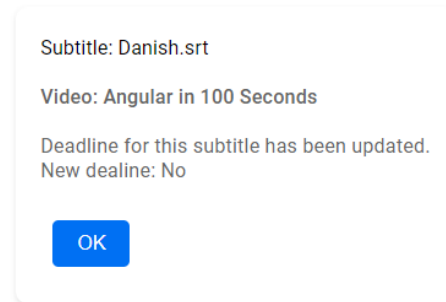 Subtitle: Danish.srt
Video: Angular in 100 Seconds
Deadline for this subtitle has been updated.
New dealine: No
OK